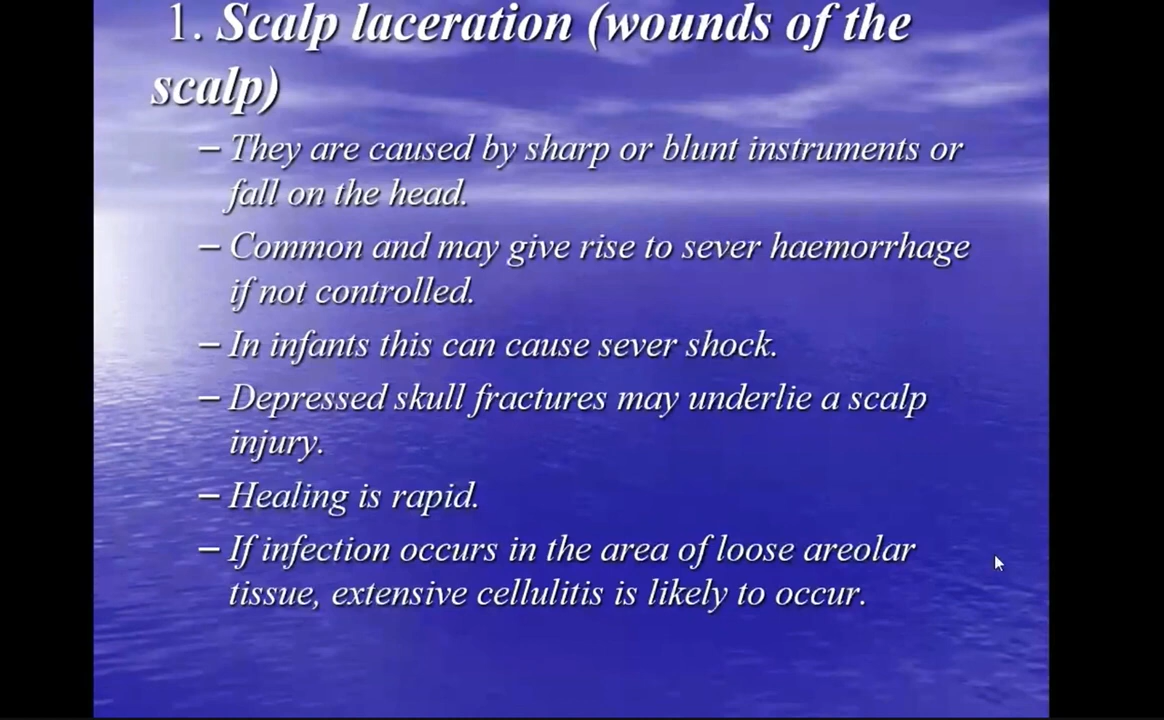 1. Scalp laceration (wounds of the
scalp)
– They are caused by sharp or blunt instruments or
fall on the head.
– Common and may give rise to sever haemorrhage
if not controlled.
– In infants this can cause sever shock.
– Depressed skull fractures may underlie a scalp
injury.
– Healing is rapid.
– If infection occurs in the area of loose areolar
tissue, extensive cellulitis is likely to occur.